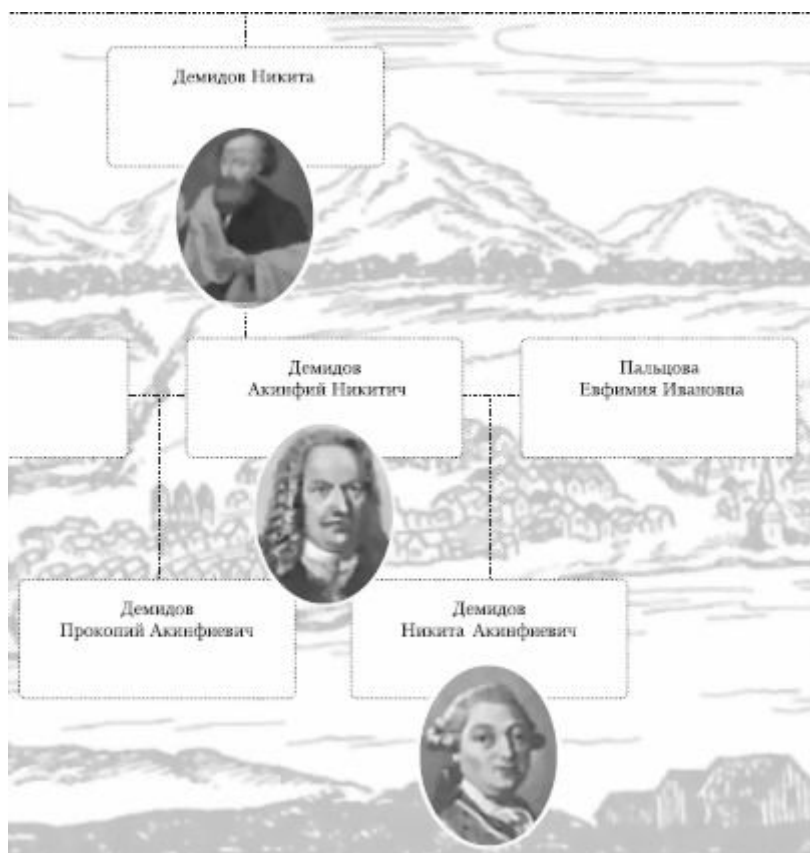 Демидов Никита
Демидов
Акинфий Никитич
Пальцова
Евфимия Ивановна
Демидов
Прокопий Акинфиевич
Демидов
Никита Акинфиевич